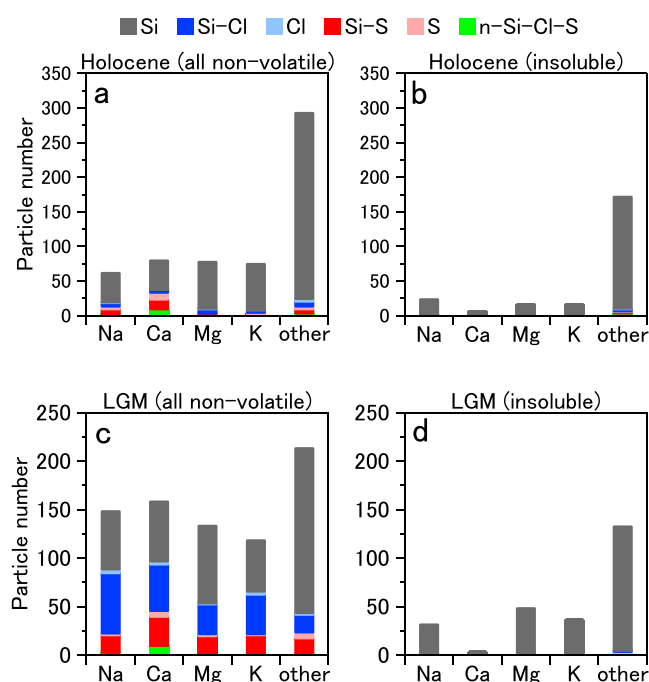 Si Si-Cl Cl Si-S S n-Si-Cl-S
Holocene (all non-volatile)
a
Particle number
350
300
250
200
150
100
50
0
Na Ca Mg K other
Holocene (insoluble)
b
350
300
250
200
150
100
50
0
Na Ca Mg K other
LGM (all non-volatile)
c
Particle number
250
200
150
100
50
0
Na Ca Mg K other
LGM (insoluble)
d
250
200
150
100
50
0
Na Ca Mg K other